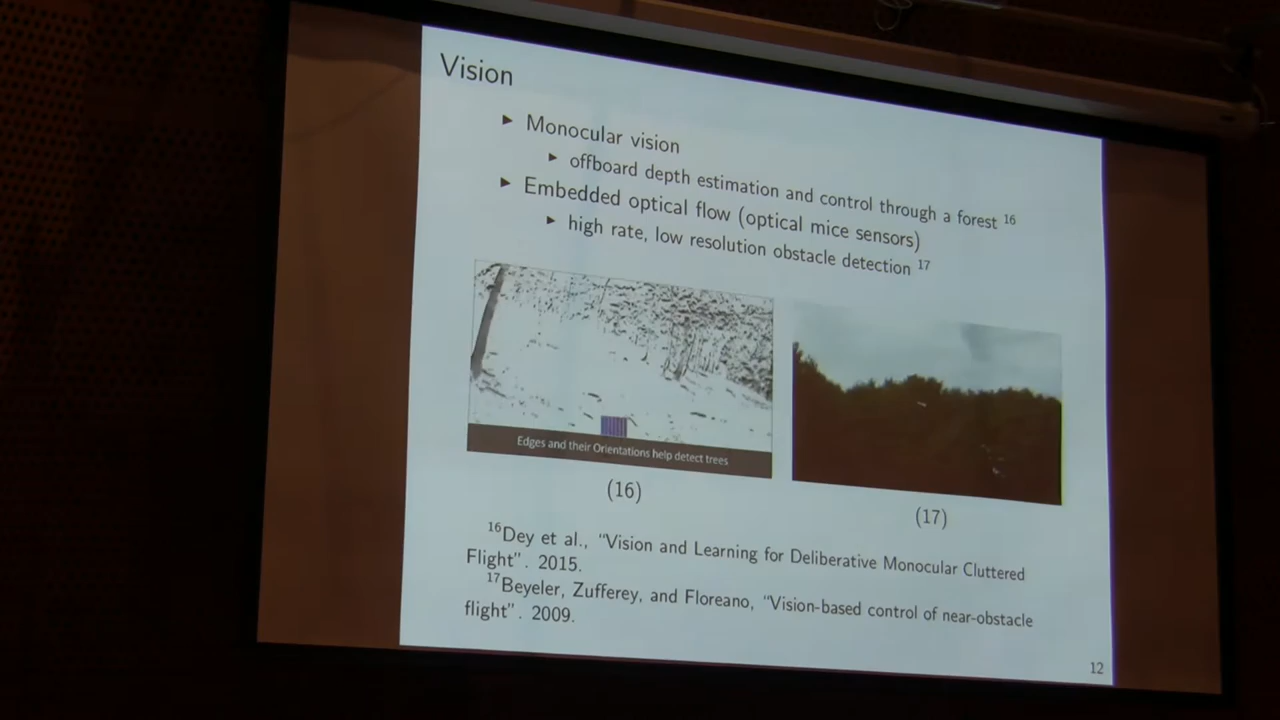 Vision
▶ Monocular vision
▶ offboard depth estimation and control through a forest 16
▶ Embedded optical flow (optical mice sensors)
▶ high rate, low resolution obstacle detection 17
Edges and their Orientations help detect trees
(16)
(17)
16Dey et al., “Vision and Learning for Deliberative Monocular Cluttered
Flight”. 2015.
17Beyeler, Zufferey, and Floreano, “Vision-based control of near-obstacle
flight”. 2009.
12